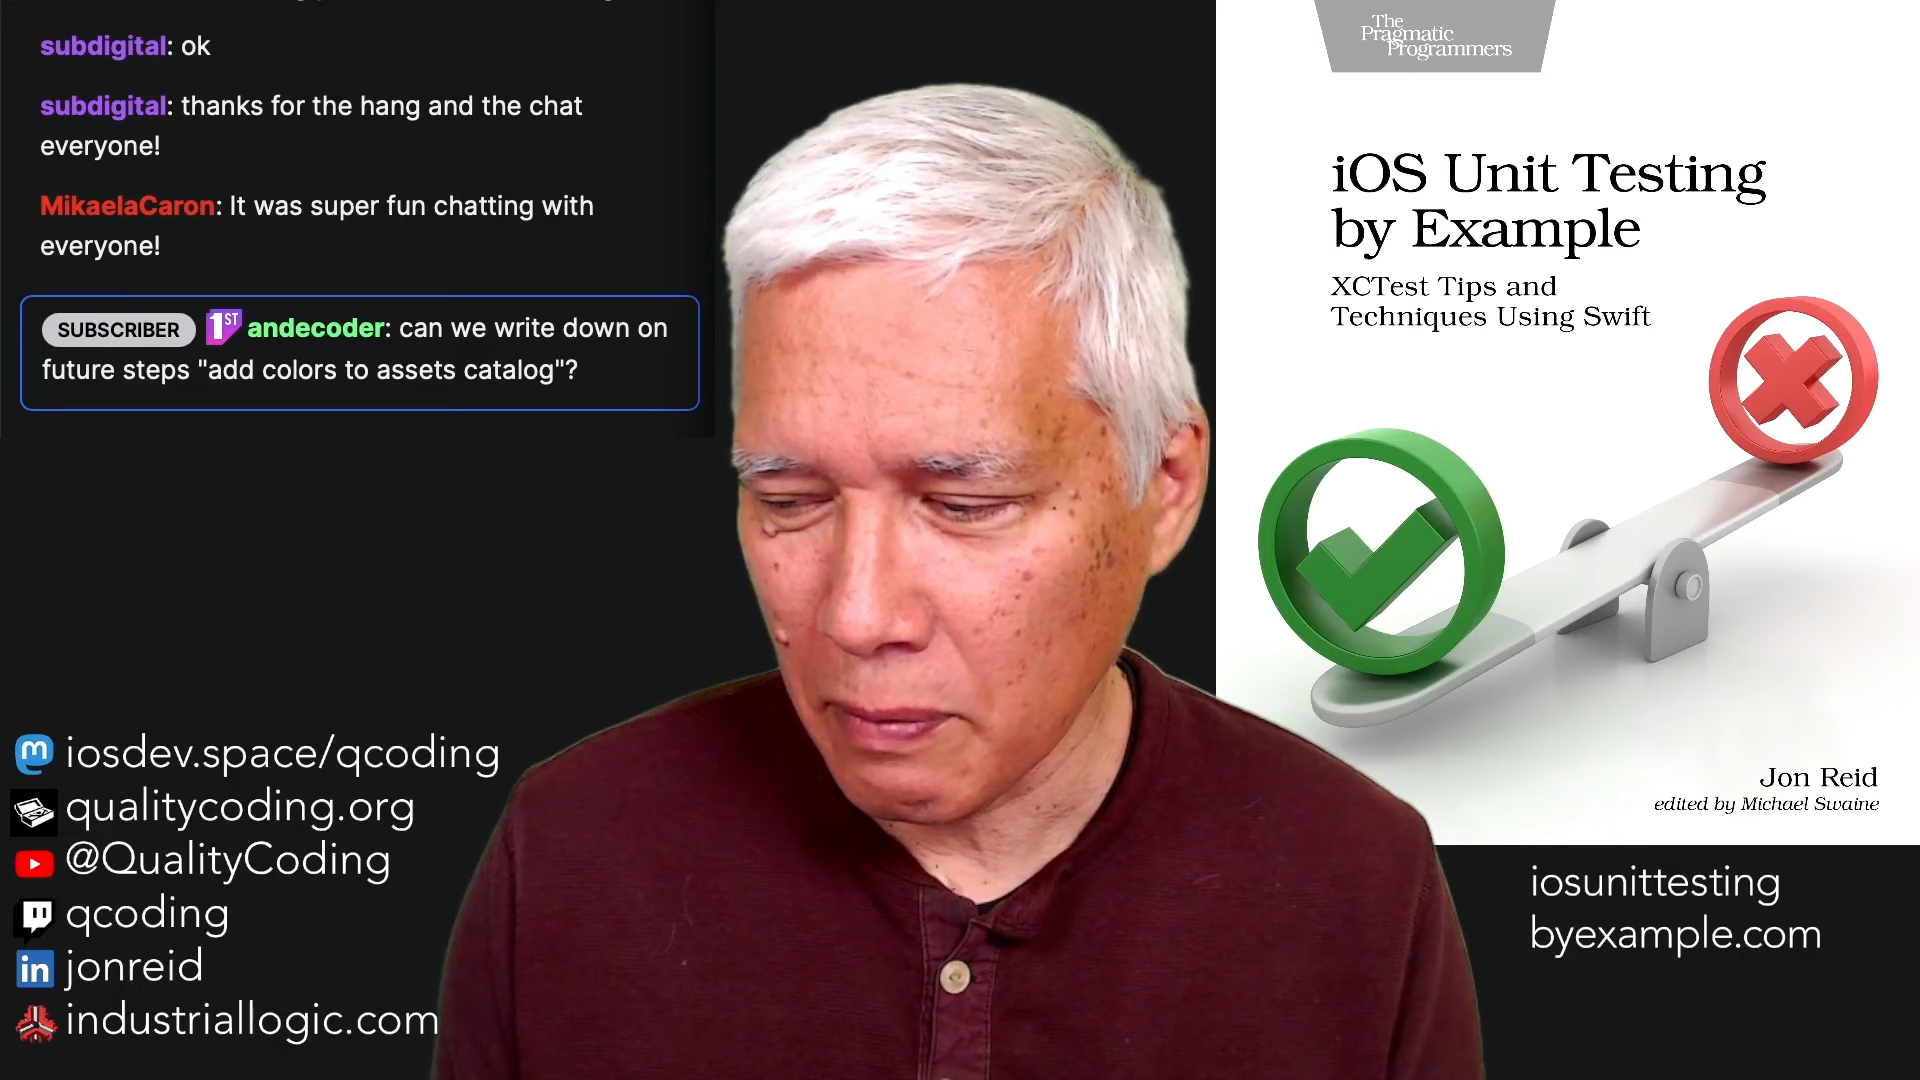 subdigital: ok
subdigital: thanks for the hang and the chat
everyone!
MikaelaCaron: It was super fun chatting with
everyone!
SUBSCRIBER 1ST andecoder: can we write down on
future steps "add colors to assets catalog"?
The
Pragmatic
Programmers
iOS Unit Testing
by Example
XCTest Tips and
Techniques Using Swift
Jon Reid
edited by Michael Swaine
iosdev.space/qcoding
qualitycoding.org
@QualityCoding
qcoding
in jonreid
industriallogic.com
iosunittesting
byexample.com